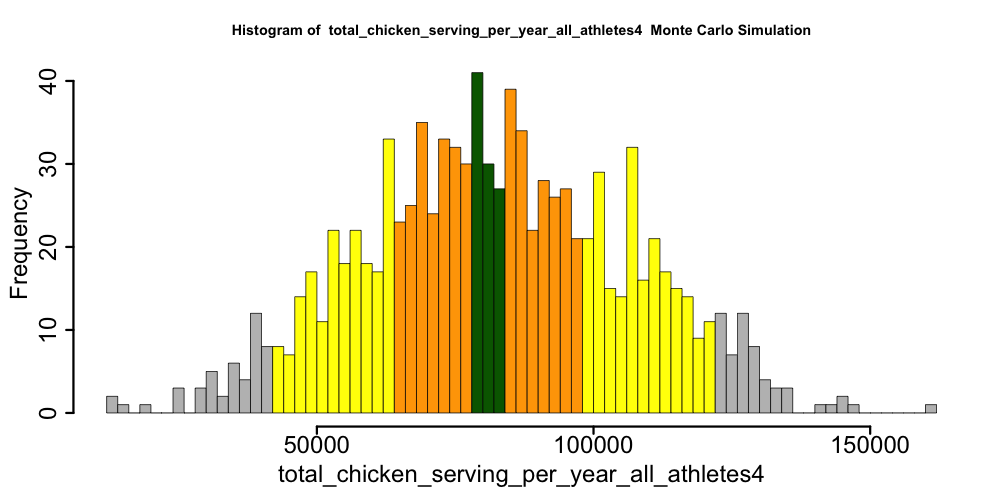 Histogram of total_chicken_serving_per_year_all_athletes4 Monte Carlo Simulation
40
30
20
10
0
Frequency
50000 100000 150000
total_chicken_serving_per_year_all_athletes4